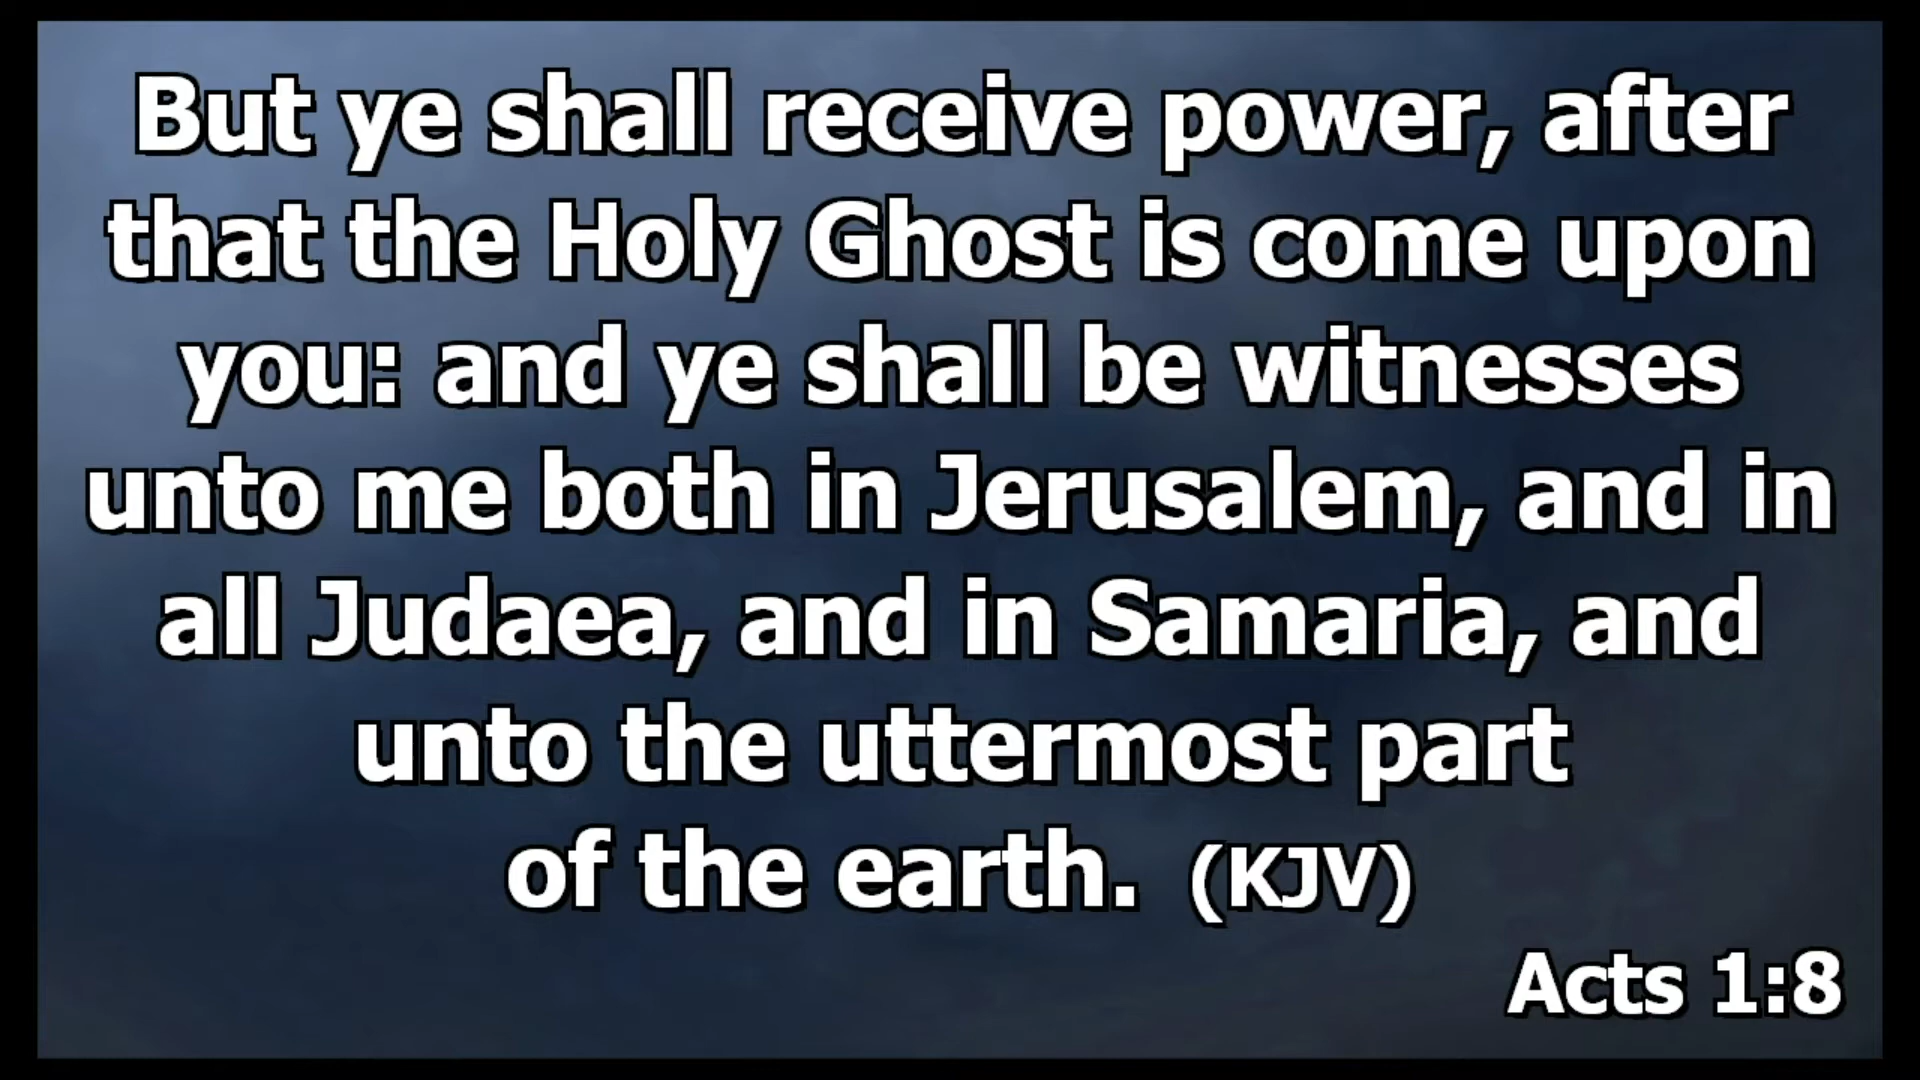 But ye shall receive power, after
that the Holy Ghost is come upon
you: and ye shall be witnesses
unto me both in Jerusalem, and in
all Judaea, and in Samaria, and
unto the uttermost part
of the earth. (KJV)
Acts 1:8